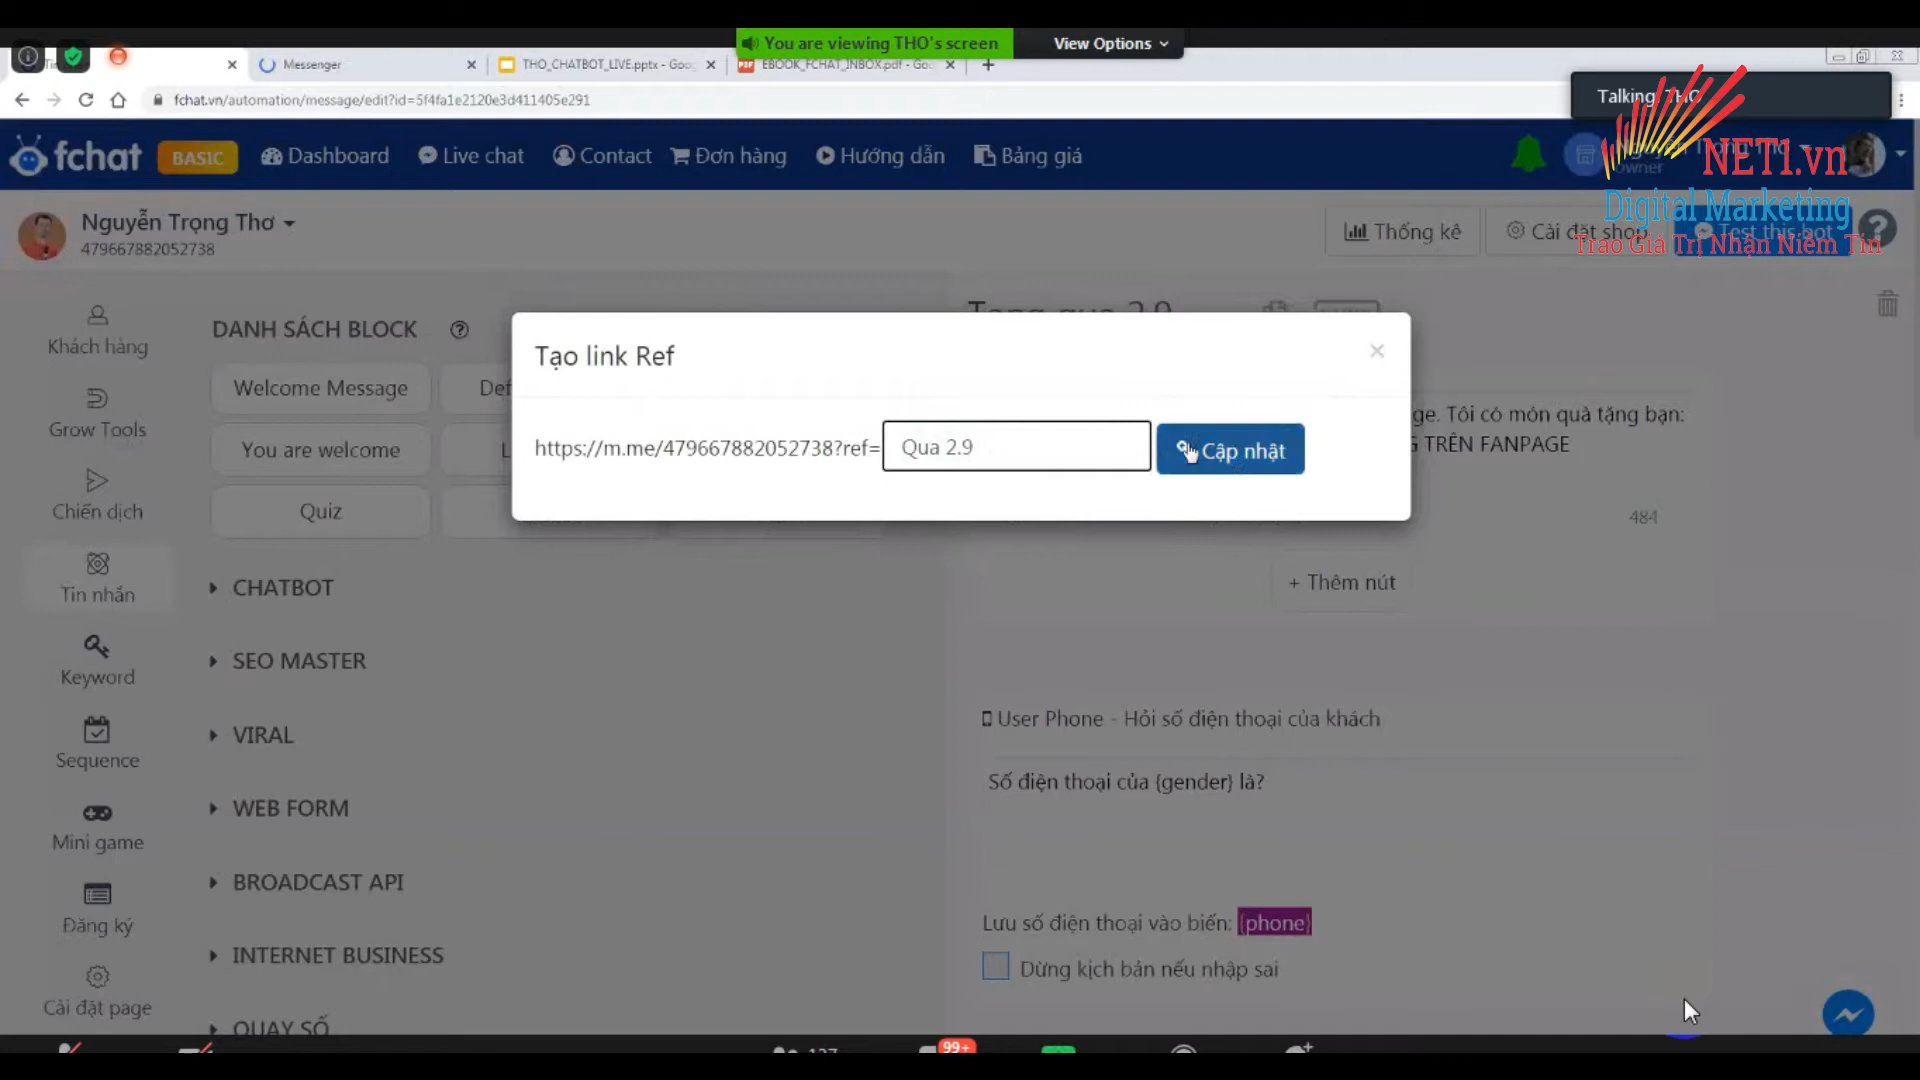 You are viewing THO's screen
View Options
Messenger
THO_CHATBOT_LIVE.pptx - Goo
EBOOK_FCHAT_INBOX.pdf - Go
fchat.vn/automation/message/edit?id=5f4fa1e2120e3d411405e291
Talking: THO
fchat
BASIC
Dashboard
Live chat
Contact
Đơn hàng
Hướng dẫn
Bảng giá
owner
NET1.vn
Digital Marketing
Trao Giá Trị Nhận Niềm Tin
Nguyễn Trọng Thơ
479667882052738
Thống kê
Cài đặt shop
Test this bot
Khách hàng
Grow Tools
Chiến dịch
Tin nhắn
Keyword
Sequence
Mini game
Đăng ký
Cài đặt page
DANH SÁCH BLOCK
Welcome Message
Def
You are welcome
L
Quiz
CHATBOT
SEO MASTER
VIRAL
WEB FORM
BROADCAST API
INTERNET BUSINESS
QUAY SỐ
Tạo link Ref
https://m.me/479667882052738?ref=
Qua 2.9
Cập nhật
ge. Tôi có món quà tặng bạn:
G TRÊN FANPAGE
484
+ Thêm nút
User Phone - Hỏi số điện thoại của khách
Số điện thoại của {gender} là?
Lưu số điện thoại vào biến: {phone}
Dừng kịch bản nếu nhập sai
99+